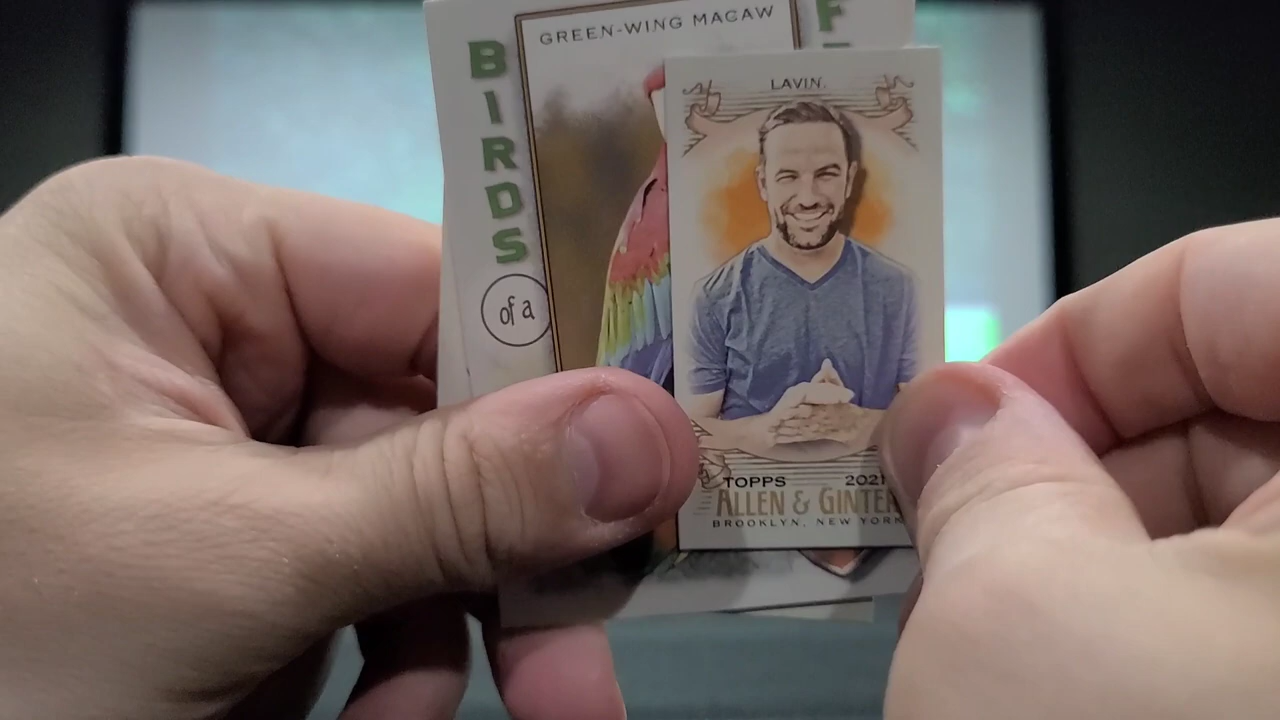 BIRDS
of a
GREEN-WING MACAW
F
LAVIN.
TOPPS 2021
ALLEN & GINTER
BROOKLYN, NEW YORK